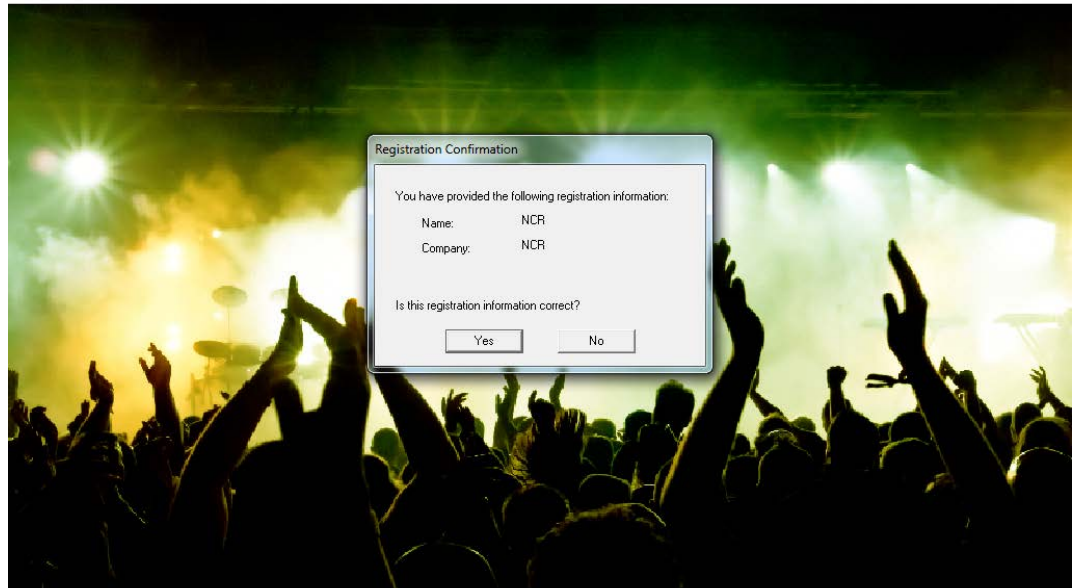 Registration Confirmation
You have provided the following registration information:
Name: NCR
Company: NCR
Is this registration information correct?
Yes No